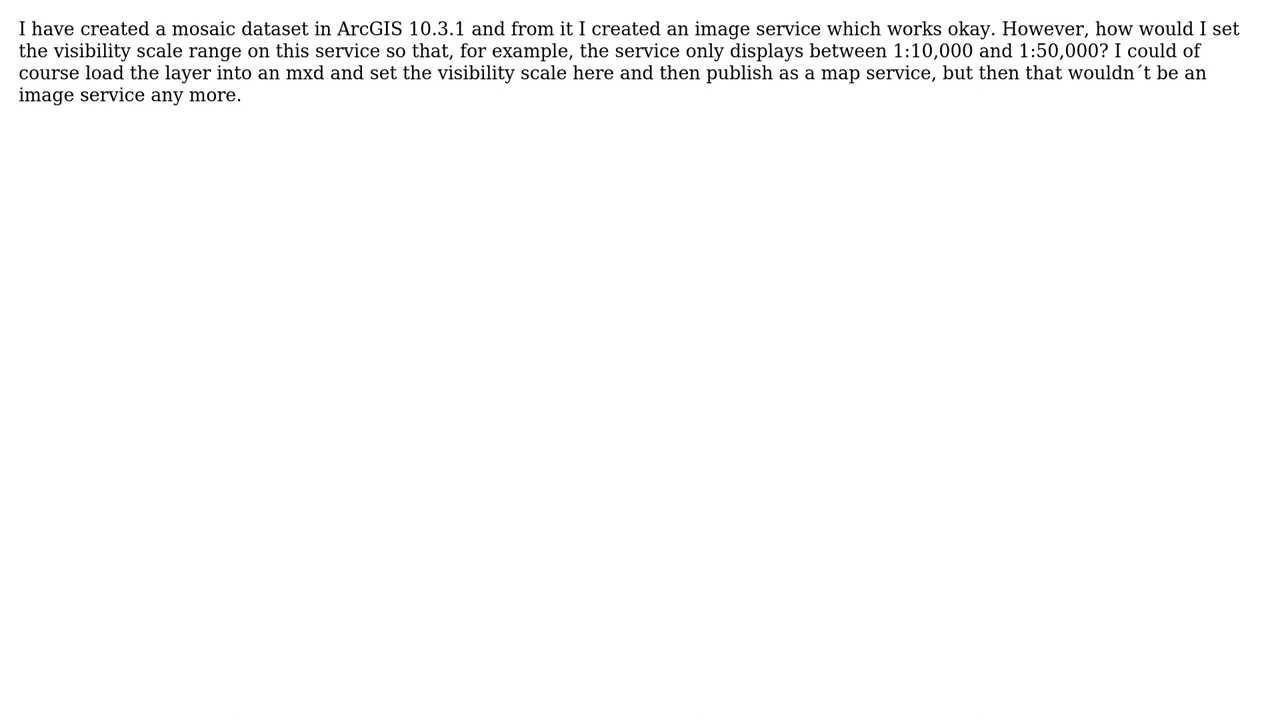 I have created a mosaic dataset in ArcGIS 10.3.1 and from it I created an image service which works okay. However, how would I set
the visibility scale range on this service so that, for example, the service only displays between 1:10,000 and 1:50,000? I could of
course load the layer into an mxd and set the visibility scale here and then publish as a map service, but then that wouldn´t be an
image service any more.